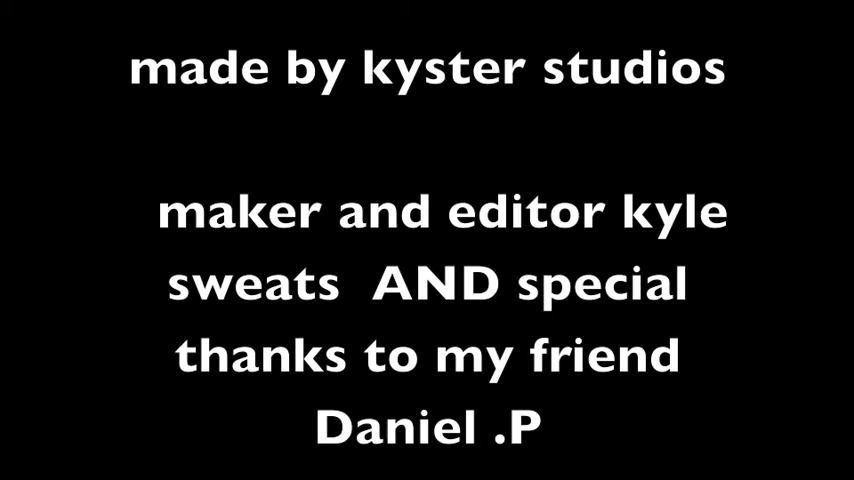 made by kyster studios
maker and editor kyle
sweats  AND special
thanks to my friend
Daniel .P